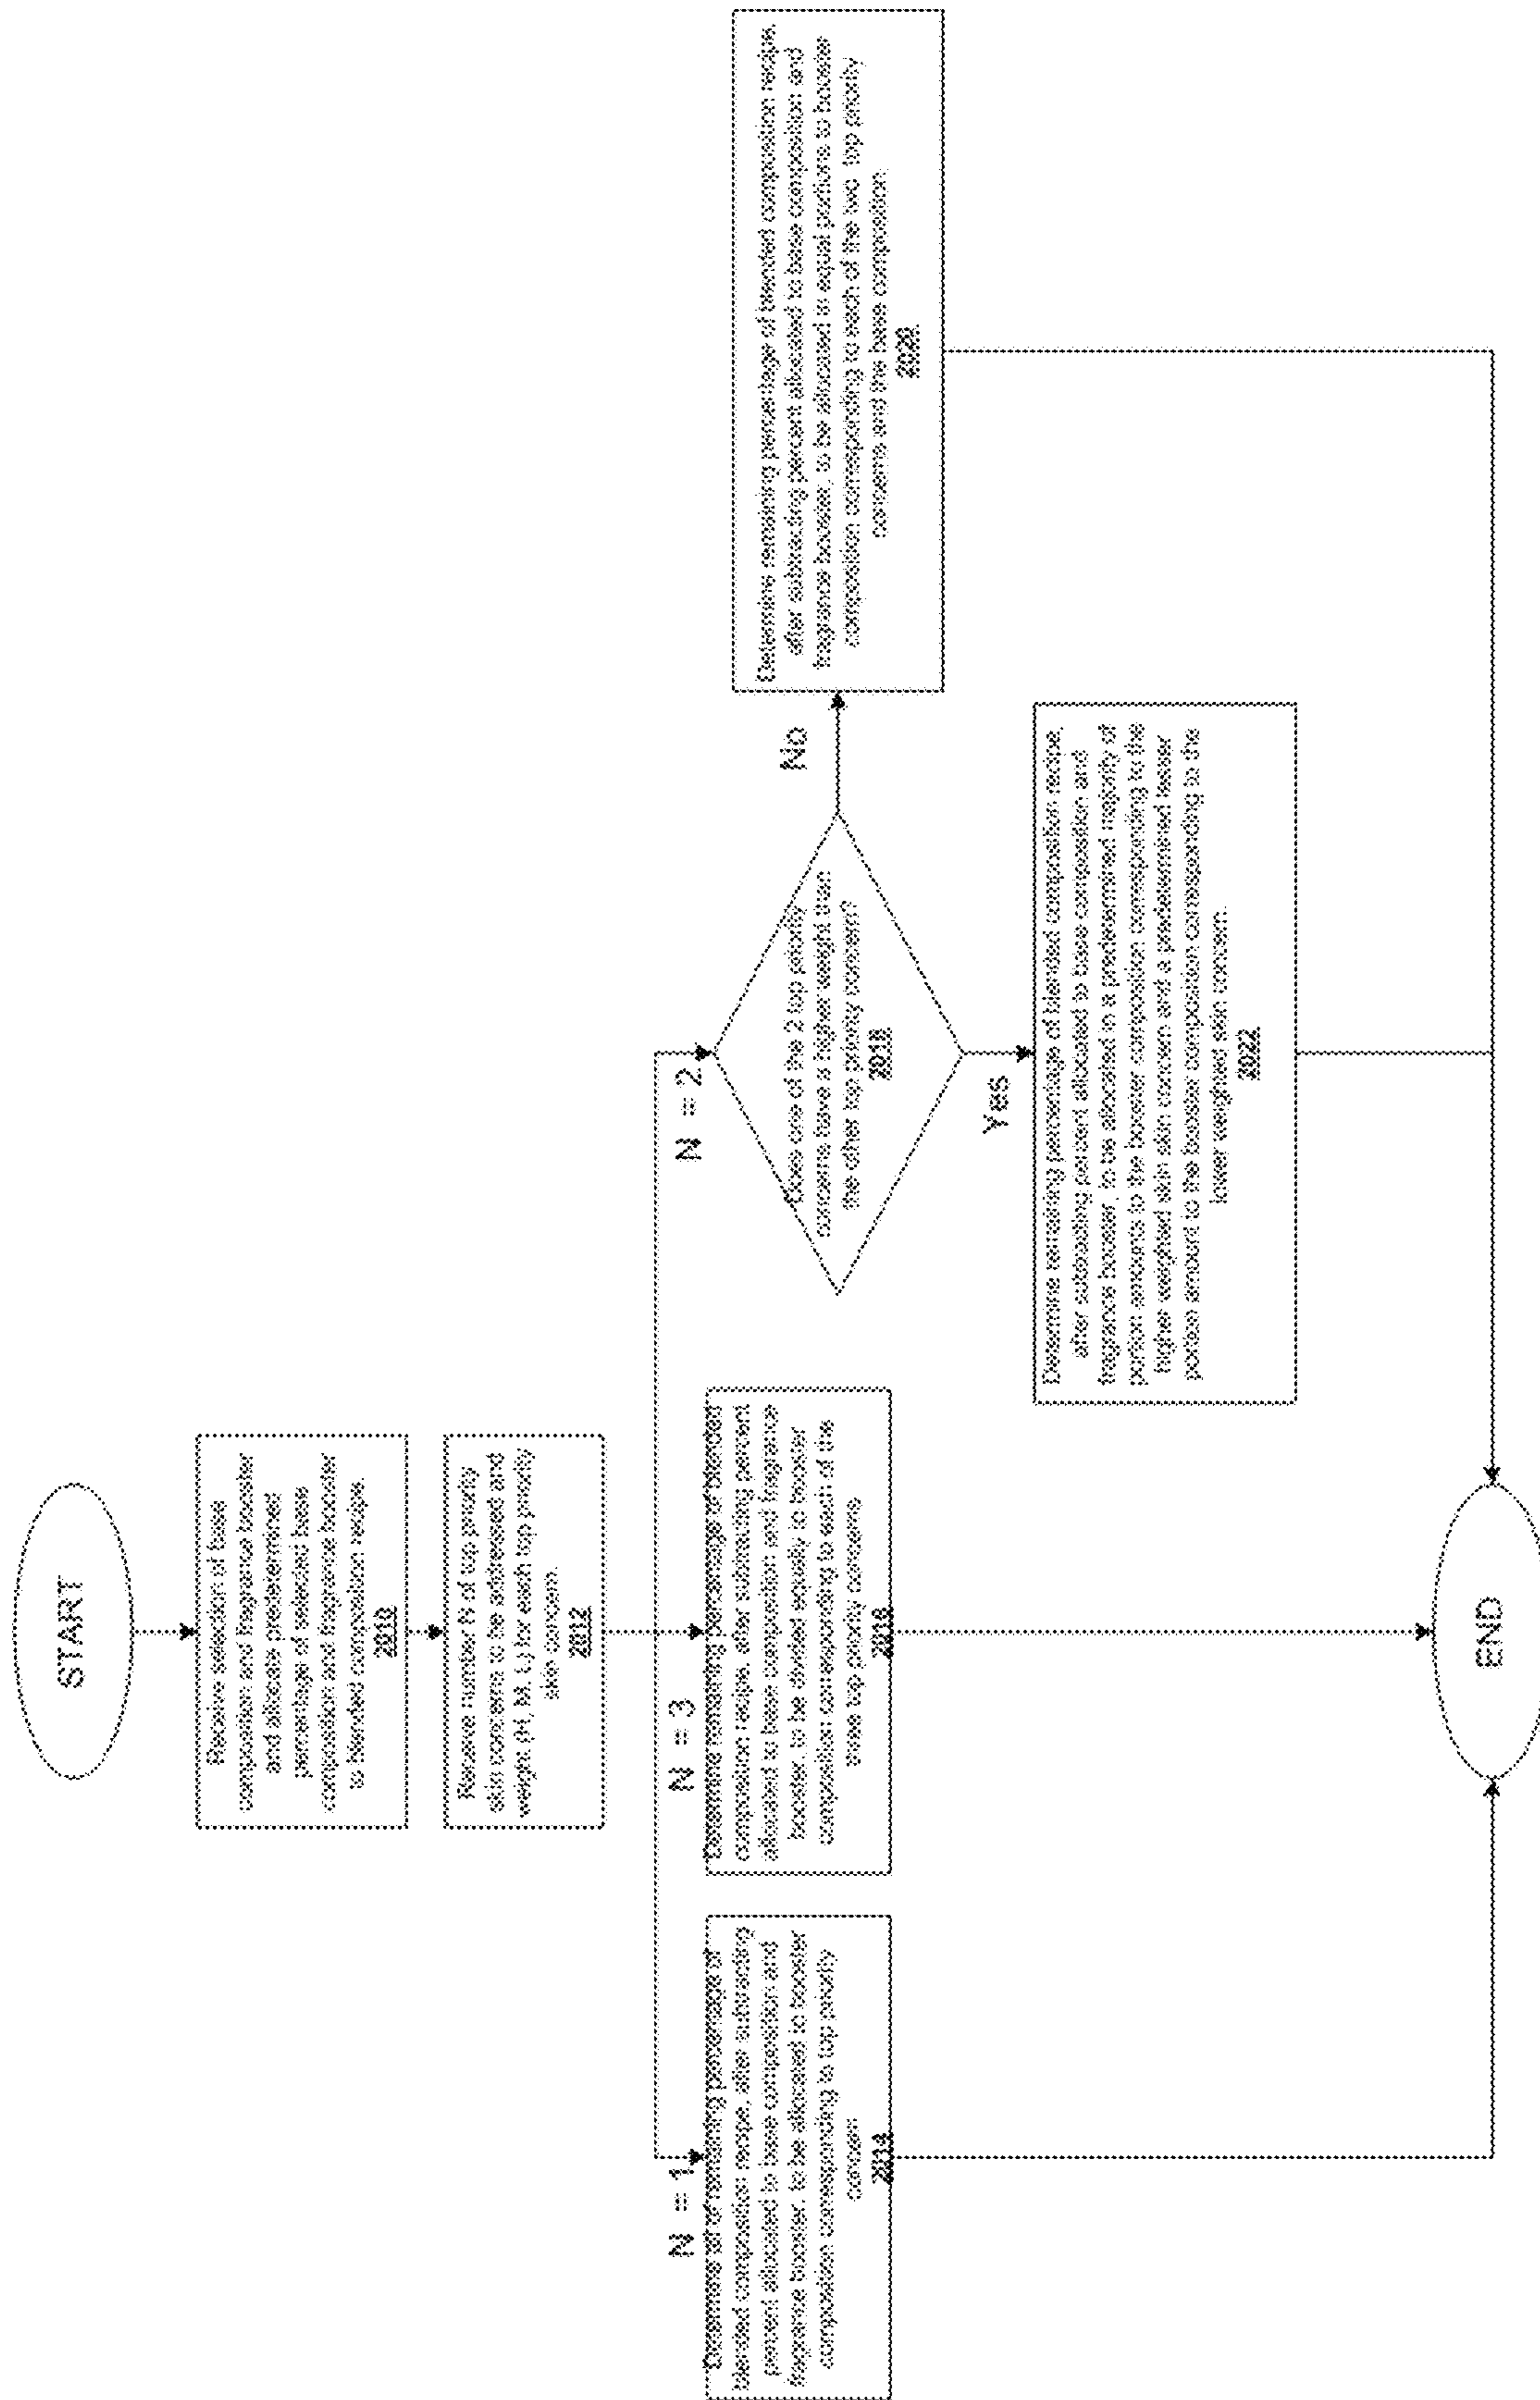 START
Receive selection of base
composition and fragrance booster
and allocate predetermined
percentage of selected base
composition and fragrance booster
to blended composition recipe.
2010
Receive number N of top priority
skin concerns to be addressed and
weight (H, M, L) for each top priority
skin concern.
2012
N = 1
Determine all of remaining percentage of
blended composition recipe, after subtracting
percent allocated to base composition and
fragrance booster, to be allocated to booster
composition corresponding to top priority
concern
2014
N = 3
Determine remaining percentage of blended
composition recipe, after subtracting percent
allocated to base composition and fragrance
booster, to be divided equally to booster
composition corresponding to each of the
three top priority concerns
2016
N = 2
Does one of the 2 top priority
concerns have a higher weight than
the other top priority concern?
2018
No
Determine remaining percentage of blended composition recipe,
after subtracting percent allocated to base composition and
fragrance booster, to be allocated in equal portions to booster
composition corresponding to each of the two top priority
concerns and the base composition.
2020
Yes
Determine remaining percentage of blended composition recipe,
after subtracting percent allocated to base composition and
fragrance booster, to be allocated in a predetermined majority of
portion amounts to the booster composition corresponding to the
higher weighted skin concern and a predetermined lesser
portion amount to the booster composition corresponding to the
lower weighted skin concern.
2022
END